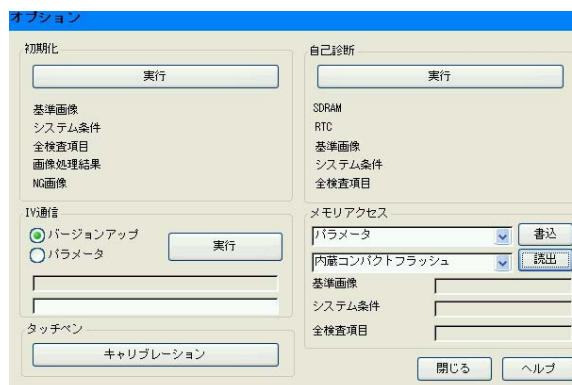 オプション
初期化
実行
基準画像
システム条件
全検査項目
画像処理結果
NG画像
IV通信
バージョンアップ
パラメータ
実行
タッチペン
キャリブレーション
自己診断
実行
SDRAM
RTC
基準画像
システム条件
全検査項目
メモリアクセス
パラメータ
書込
内蔵コンパクトフラッシュ
読出
基準画像
システム条件
全検査項目
閉じる
ヘルプ